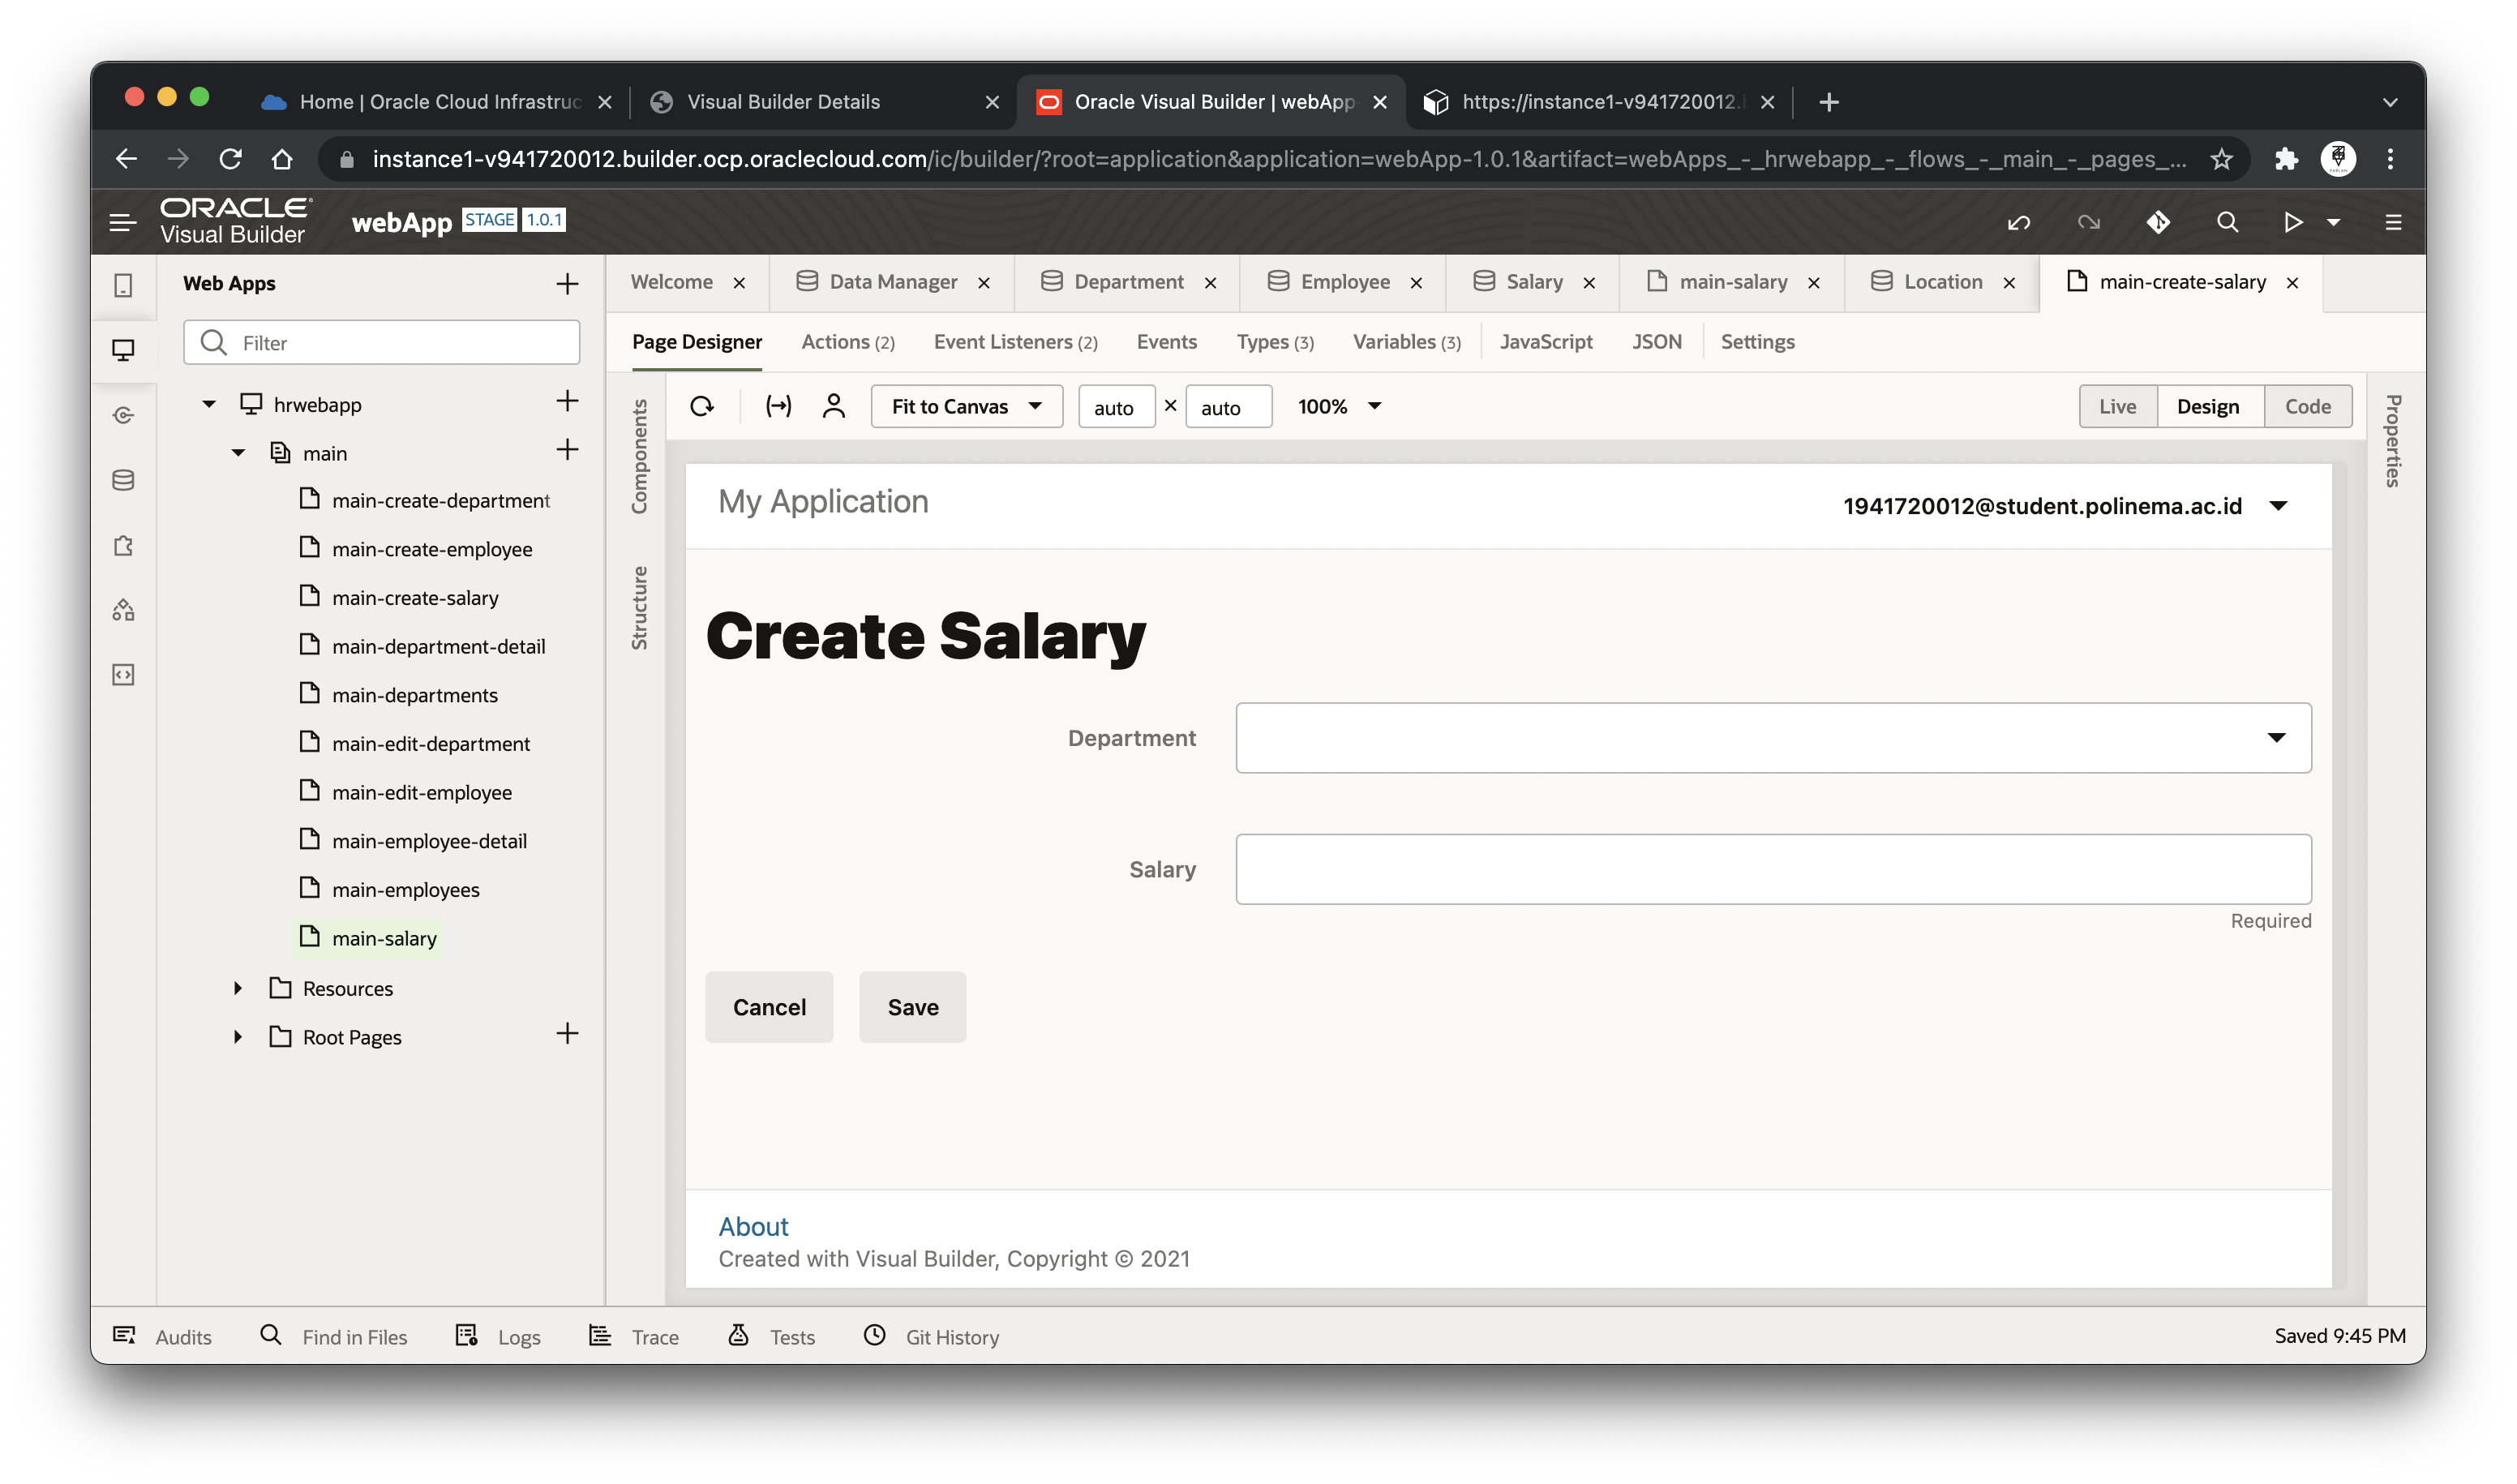 Home | Oracle Cloud Infrastruc
Visual Builder Details
Oracle Visual Builder | webApp-
https://instance1-v941720012.
instance1-v941720012.builder.ocp.oraclecloud.com/ic/builder/?root=application&application=webApp-1.0.1&artifact=webApps_-_hrwebapp_-_flows_-_main_-_pages_...
ORACLE
Visual Builder
webApp STAGE 1.0.1
Web Apps
Filter
hrwebapp
main
main-create-department
main-create-employee
main-create-salary
main-department-detail
main-departments
main-edit-department
main-edit-employee
main-employee-detail
main-employees
main-salary
Resources
Root Pages
Welcome
Data Manager
Department
Employee
Salary
main-salary
Location
main-create-salary
Page Designer
Actions (2)
Event Listeners (2)
Events
Types (3)
Variables (3)
JavaScript
JSON
Settings
Components
Structure
Fit to Canvas
auto × auto
100%
Live
Design
Code
Properties
My Application
1941720012@student.polinema.ac.id
Create Salary
Department
Salary
Required
Cancel
Save
About
Created with Visual Builder, Copyright © 2021
Audits
Find in Files
Logs
Trace
Tests
Git History
Saved 9:45 PM